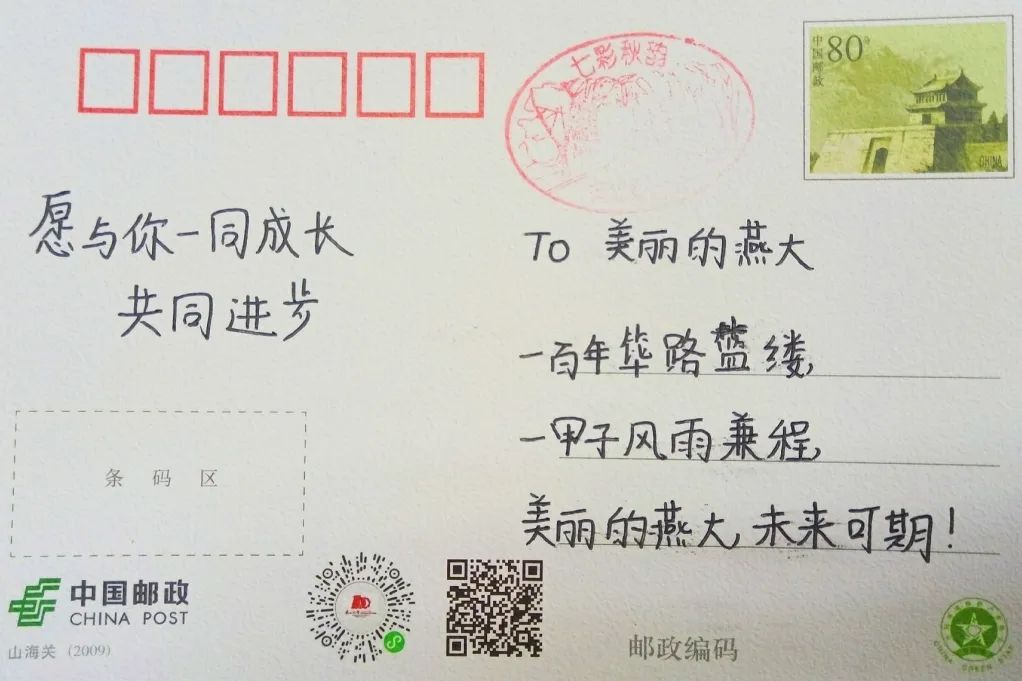 七彩秋韵
中国邮政
80分
CHINA
愿与你一同成长
共同进步
To 美丽的燕大
一百年筚路蓝缕,
一甲子风雨兼程,
美丽的燕大,未来可期!
条码区
中国邮政
CHINA POST
山海关 (2009)
邮政编码
CHINA GREEN STAR